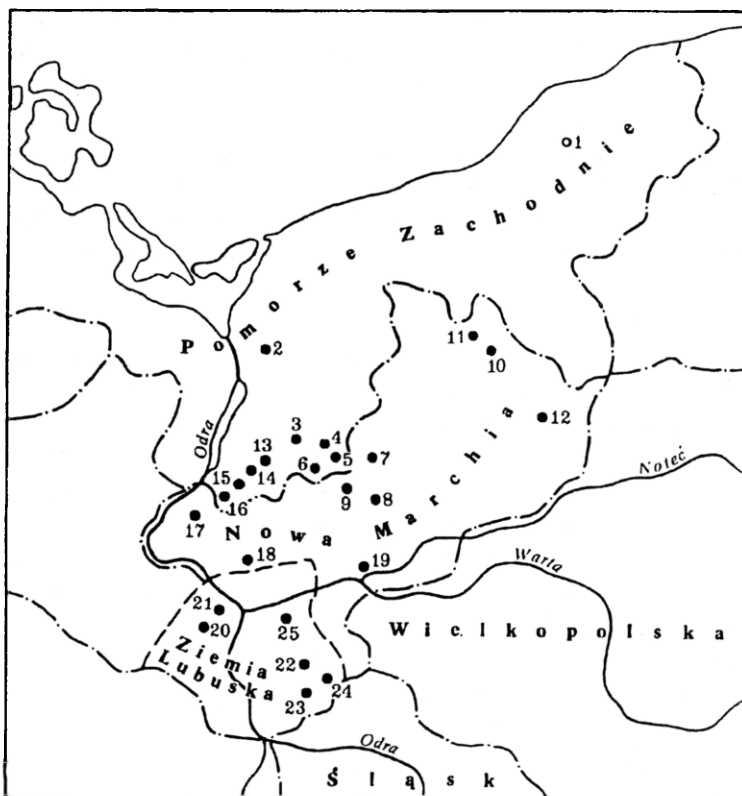 1
Pomorze Zachodnie
2
11
10
12
3
4
13
5
7
6
14
15
9
8
16
17
Odra
Noteć
Nowa Marchia
18
19
Warta
21
20
25
Wielkopolska
Ziemia
Lubuska
22
24
23
Odra
Śląsk